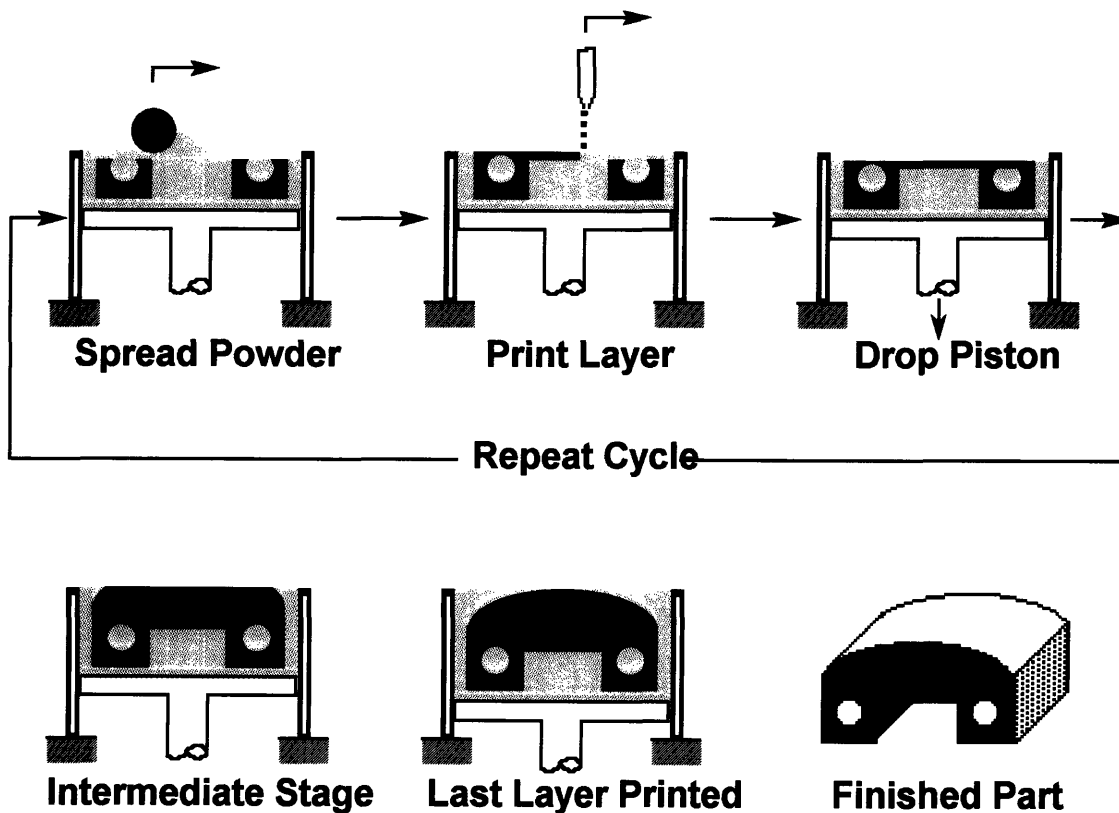 Spread Powder
Print Layer
Drop Piston
Repeat Cycle
Intermediate Stage
Last Layer Printed
Finished Part